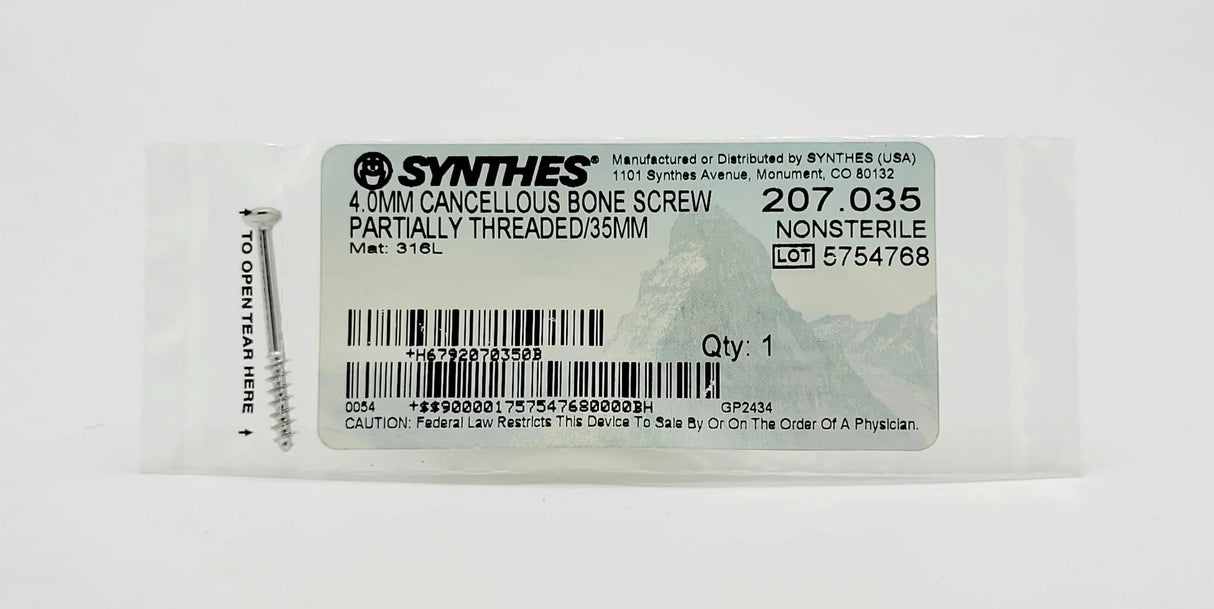 SYNTHES®
Manufactured or Distributed by SYNTHES (USA)
1101 Synthes Avenue, Monument, CO 80132
4.0MM CANCELLOUS BONE SCREW
PARTIALLY THREADED/35MM
Mat: 316L
207.035
NONSTERILE
LOT 5754768
+H6792070350B
Qty: 1
0054 +$$900001757547680000BH GP2434
CAUTION: Federal Law Restricts This Device To Sale By Or On The Order Of A Physician.
TO OPEN TEAR HERE